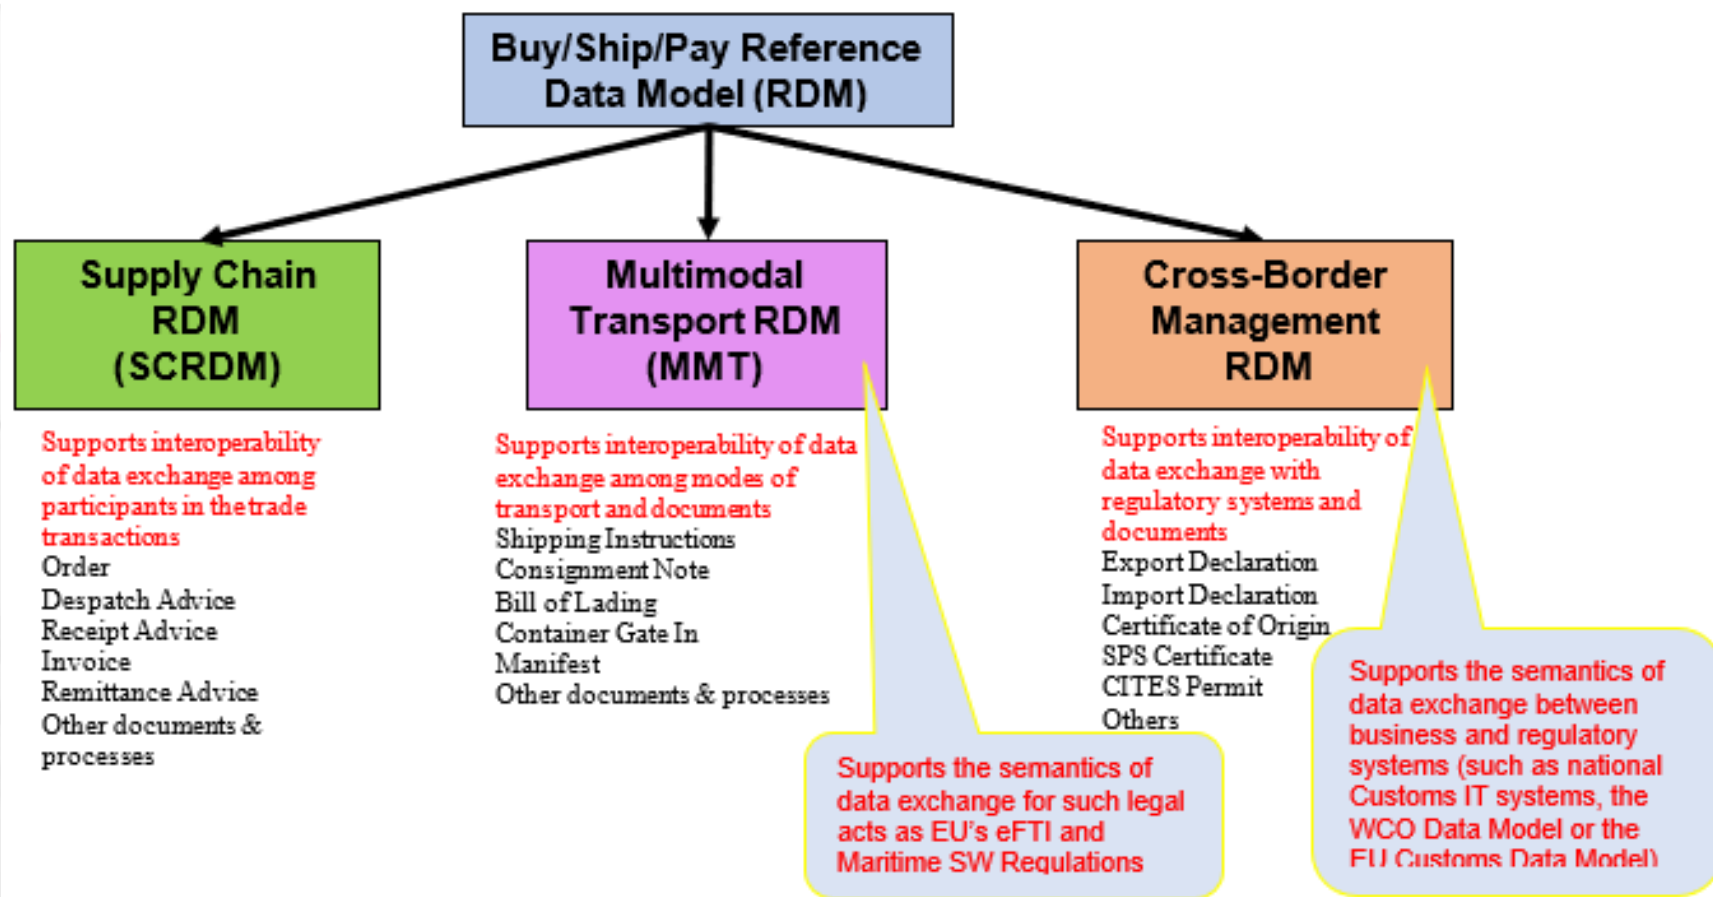 Buy/Ship/Pay Reference
Data Model (RDM)
Supply Chain
RDM
(SCRDM)
Multimodal
Transport RDM
(MMT)
Cross-Border
Management
RDM
Supports interoperability
of data exchange among
participants in the trade
transactions
Order
Despatch Advice
Receipt Advice
Invoice
Remittance Advice
Other documents &
processes
Supports interoperability of data
exchange among modes of
transport and documents
Shipping Instructions
Consignment Note
Bill of Lading
Container Gate In
Manifest
Other documents & processes
Supports interoperability of
data exchange with
regulatory systems and
documents
Export Declaration
Import Declaration
Certificate of Origin
SPS Certificate
CITES Permit
Others
Supports the semantics of
data exchange for such legal
acts as EU's eFTI and
Maritime SW Regulations
Supports the semantics of
data exchange between
business and regulatory
systems (such as national
Customs IT systems, the
WCO Data Model or the
EU Customs Data Model)